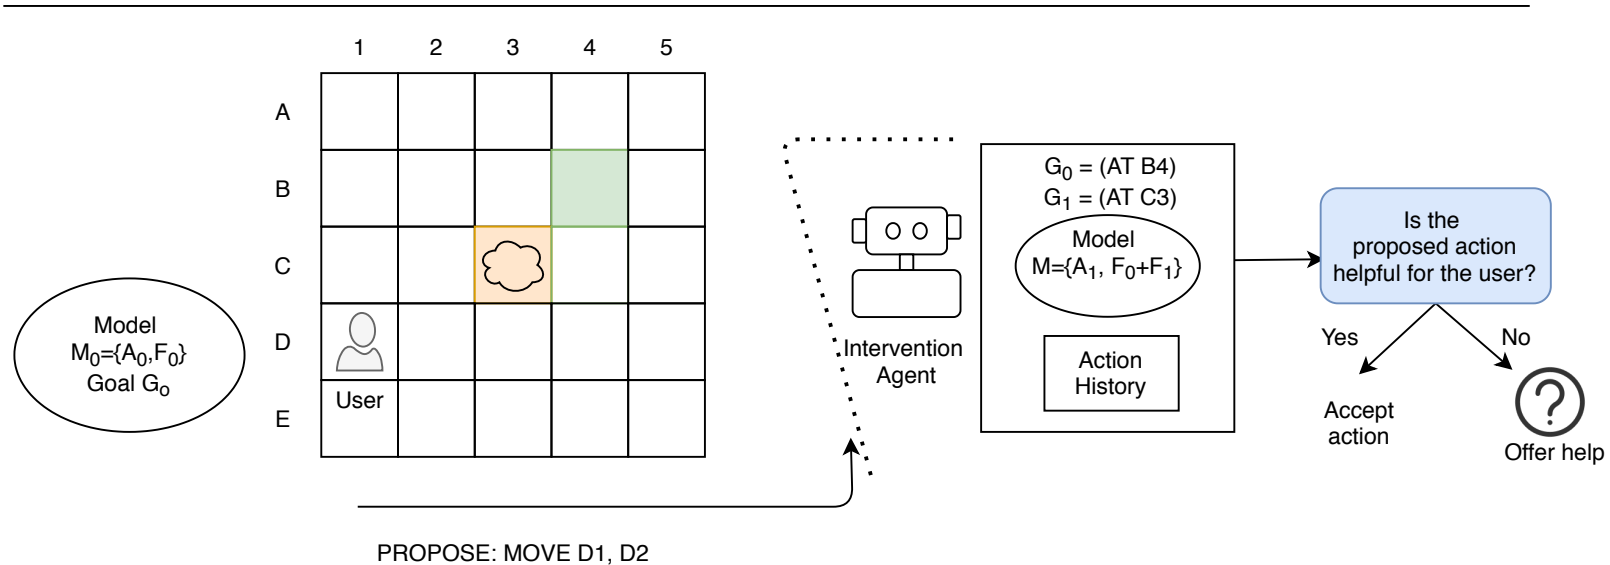 1 2 3 4 5
A
B
C
D
E
Model
M₀={A₀,F₀}
Goal Gₒ
User
PROPOSE: MOVE D1, D2
Intervention
Agent
G₀ = (AT B4)
G₁ = (AT C3)
Model
M={A₁, F₀+F₁}
Action
History
Is the
proposed action
helpful for the user?
Yes
No
Accept
action
?
Offer help